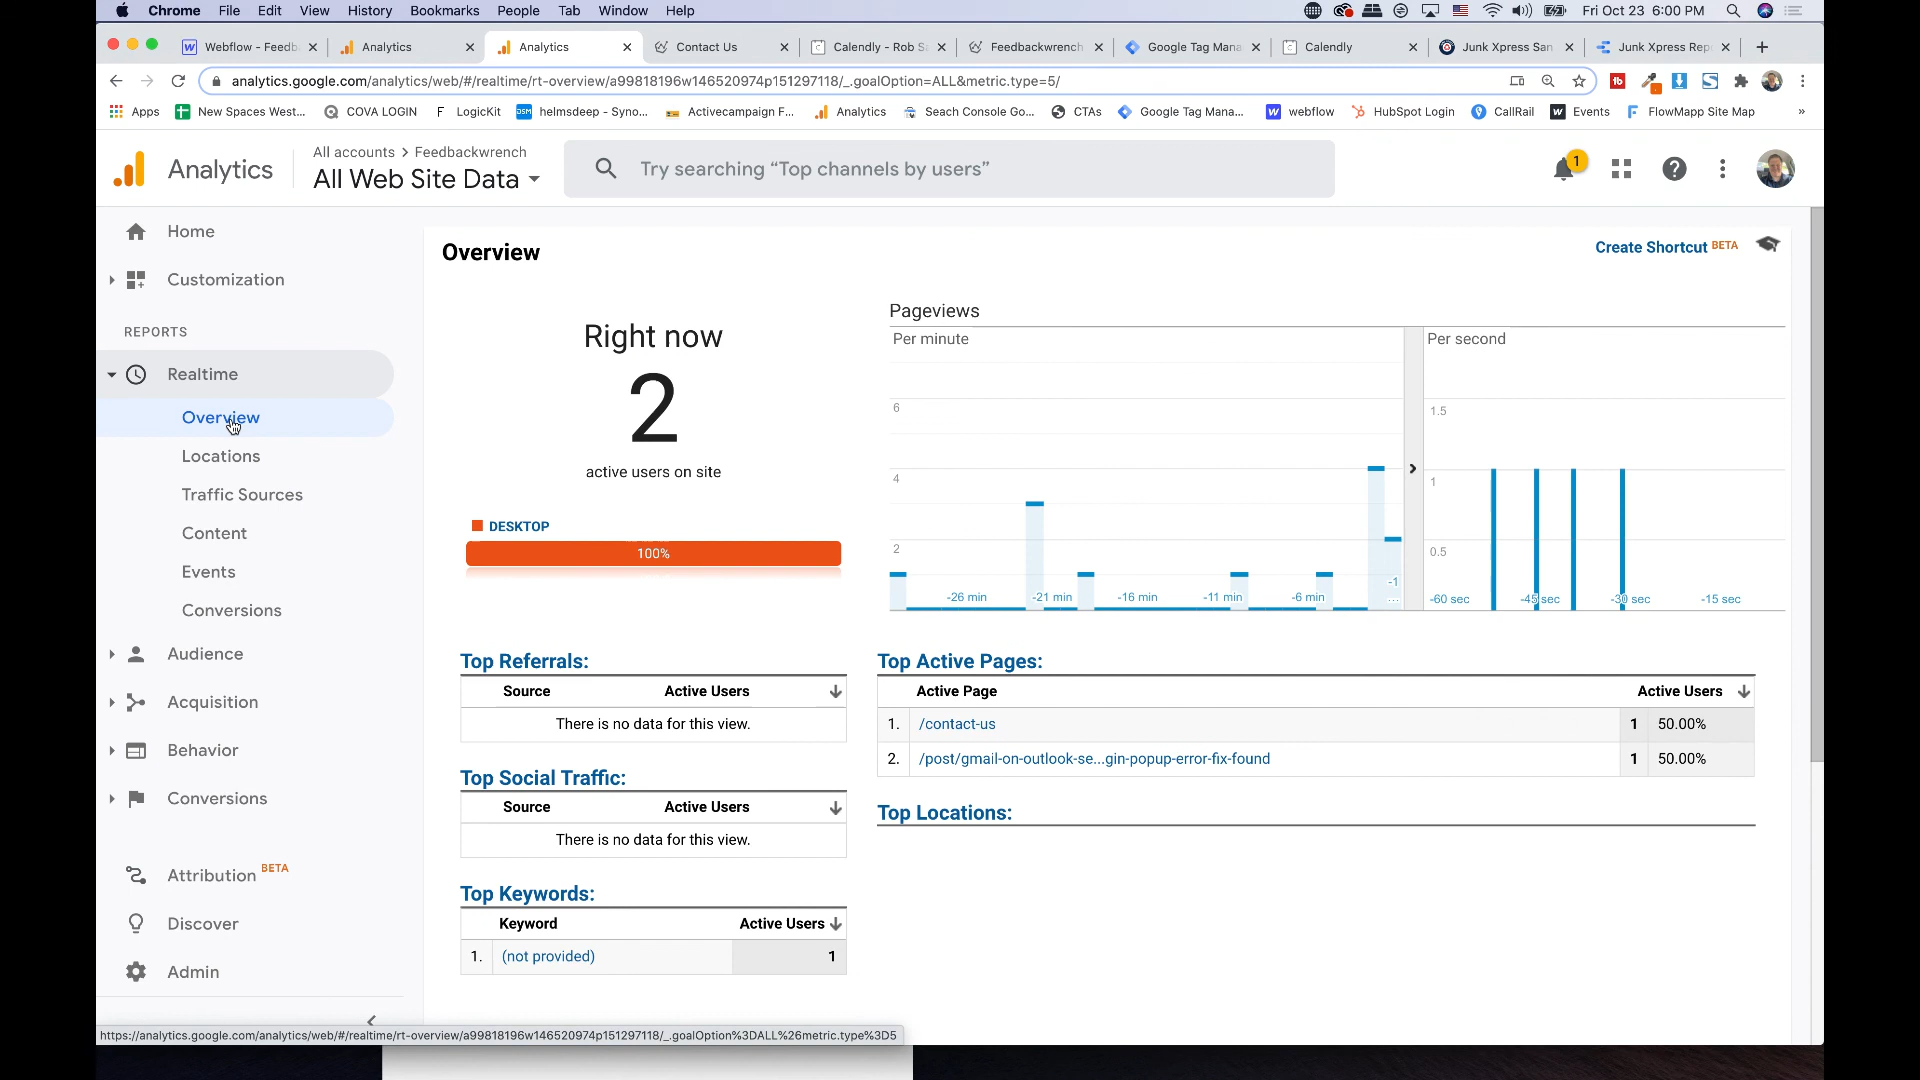 Chrome File Edit View History Bookmarks People Tab Window Help Fri Oct 23 6:00 PM
Webflow - Feedb Analytics Analytics Contact Us Calendly - Rob S Feedbackwrench Google Tag Mana Calendly Junk Xpress San Junk Xpress Rep
analytics.google.com/analytics/web/#/realtime/rt-overview/a99818196w146520974p151297118/_.goalOption=ALL&metric.type=5/
Apps New Spaces West... COVA LOGIN F LogicKit helmsdeep - Syno... Activecampaign F... Analytics Seach Console Go... CTAs Google Tag Mana... webflow HubSpot Login CallRail Events FlowMapp Site Map »
Analytics
All accounts > Feedbackwrench
All Web Site Data
Try searching “Top channels by users”
1
Home
Customization
REPORTS
Realtime
Overview
Locations
Traffic Sources
Content
Events
Conversions
Audience
Acquisition
Behavior
Conversions
Attribution BETA
Discover
Admin
Overview
Create Shortcut BETA
Right now
2
active users on site
DESKTOP
100%
Pageviews
Per minute
6
4
2
-26 min -21 min -16 min -11 min -6 min -1
...
Per second
1.5
1
0.5
-60 sec -45 sec -30 sec -15 sec
Top Referrals:
Source Active Users
There is no data for this view.
Top Social Traffic:
Source Active Users
There is no data for this view.
Top Keywords:
Keyword Active Users
1. (not provided) 1
Top Active Pages:
Active Page Active Users
1. /contact-us 1 50.00%
2. /post/gmail-on-outlook-se...gin-popup-error-fix-found 1 50.00%
Top Locations:
https://analytics.google.com/analytics/web/#/realtime/rt-overview/a99818196w146520974p151297118/_.goalOption%3DALL%26metric.type%3D5